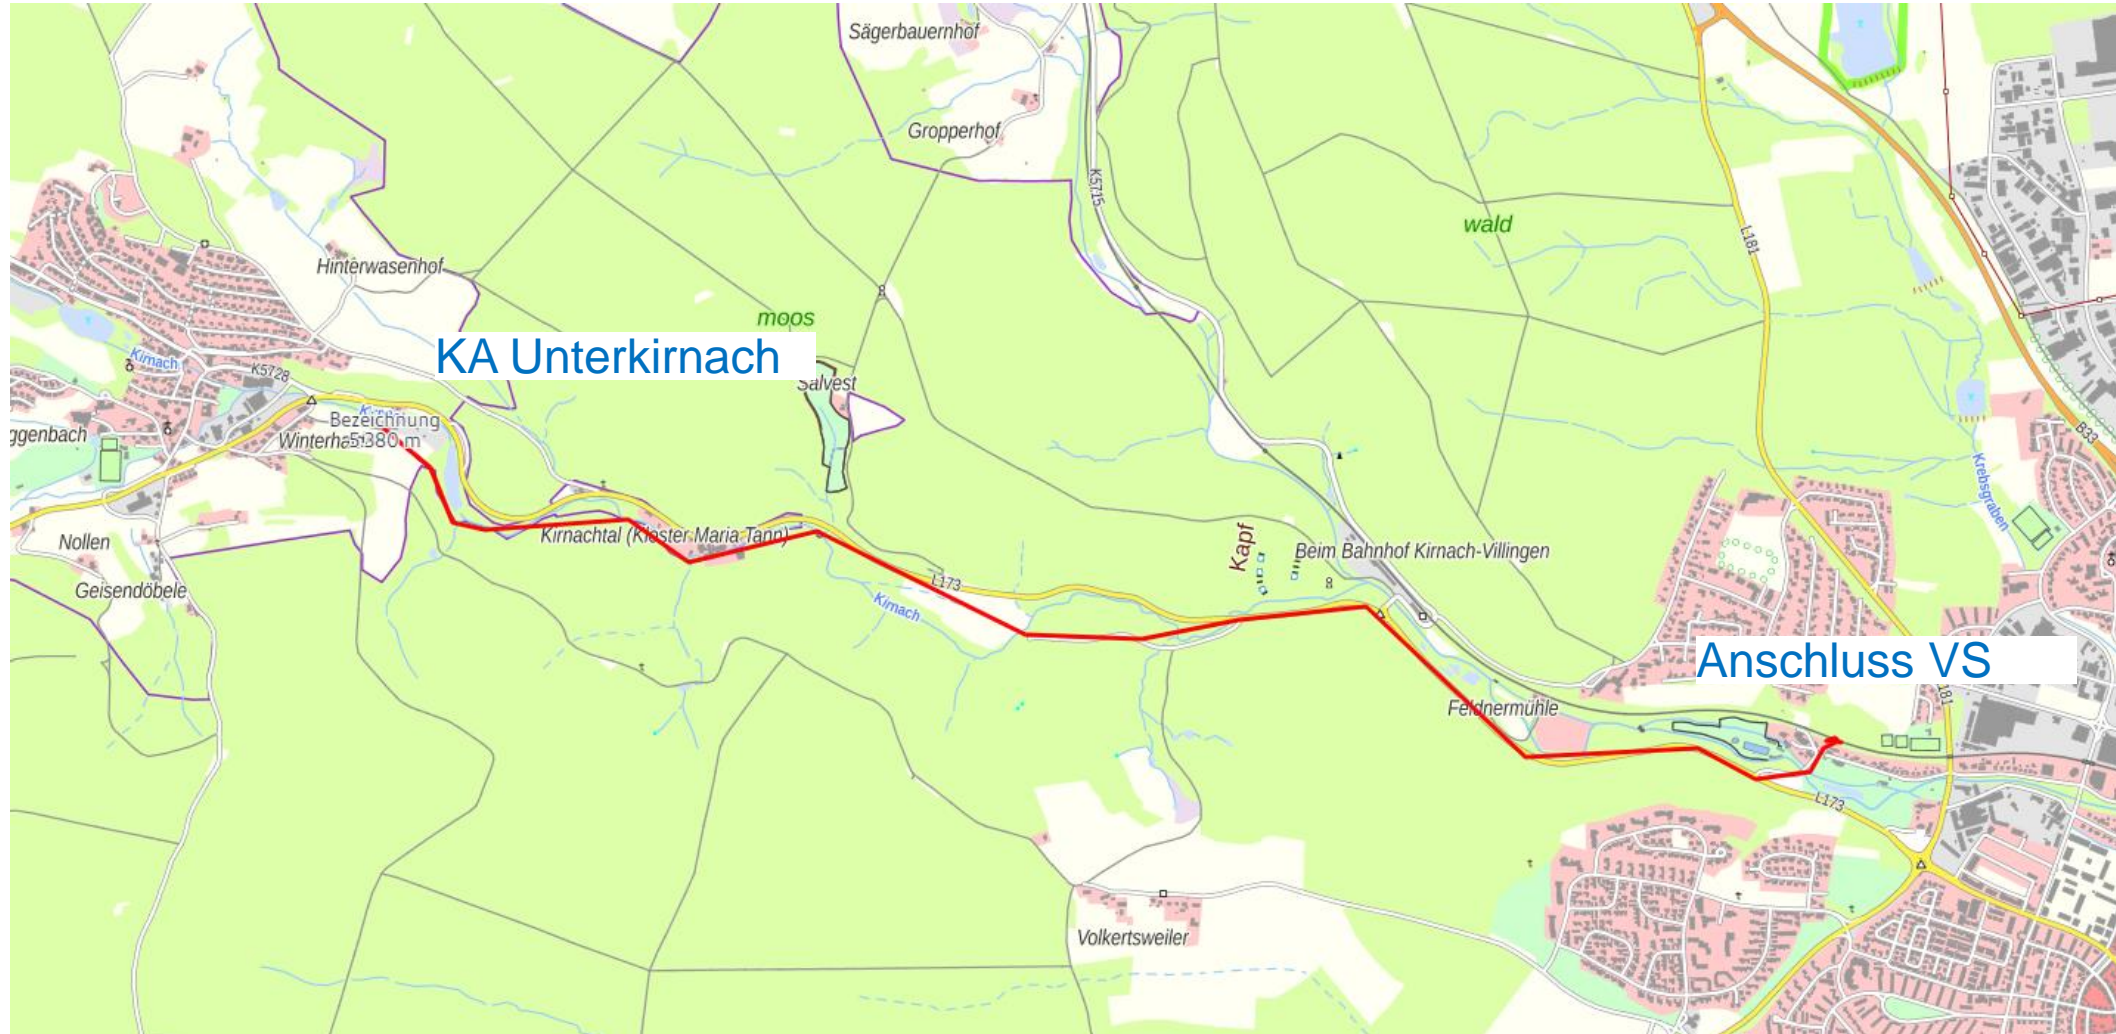 Sägerbauernhof
Gropperhof
K5715
wald
L181
Hinterwasenhof
moos
KA Unterkirnach
Salvest
Kirnach
K5728
Bezeichnung
5.380 m
ggenbach
B33
Krebsgraben
Kirnachtal (Kloster Maria Tann)
Nollen
Geisendöbele
Kapf
Beim Bahnhof Kirnach-Villingen
L173
Kirnach
Anschluss VS
181
Feldnermühle
L173
Volkertsweiler